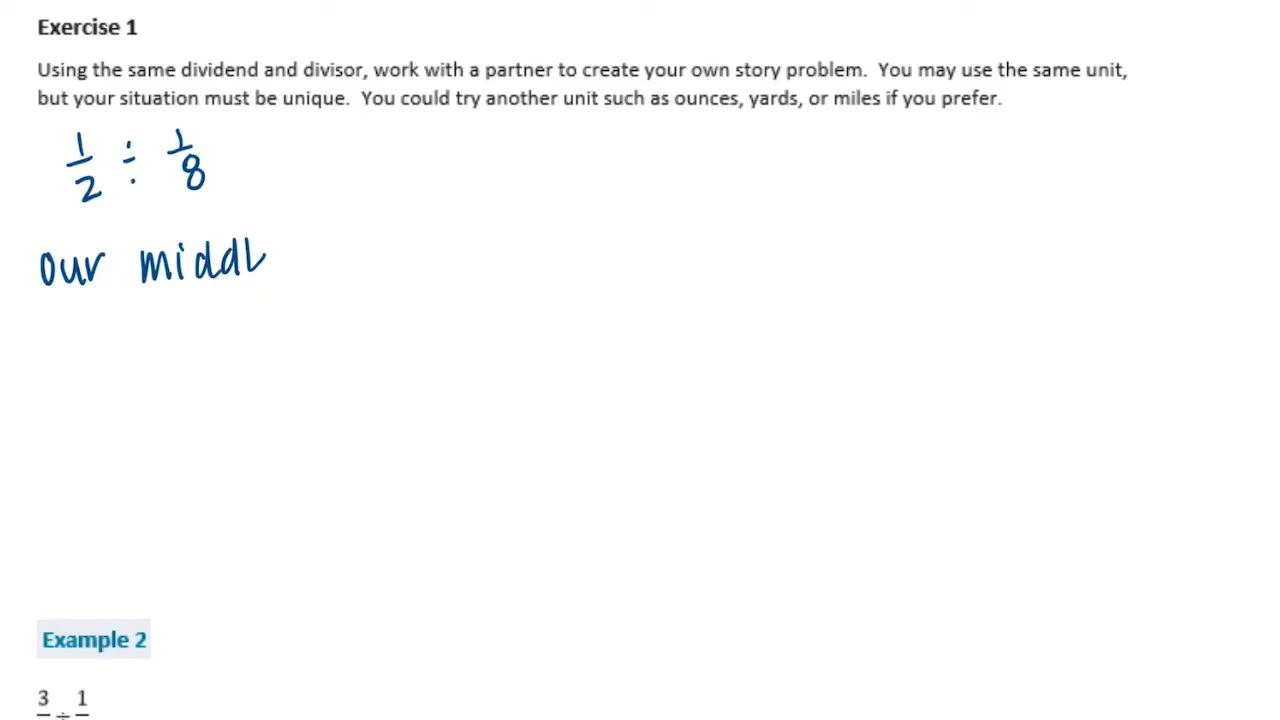 Exercise 1
Using the same dividend and divisor, work with a partner to create your own story problem. You may use the same unit,
but your situation must be unique. You could try another unit such as ounces, yards, or miles if you prefer.
1/2 ÷ 1/8
our middl
Example 2
3 ÷ 1